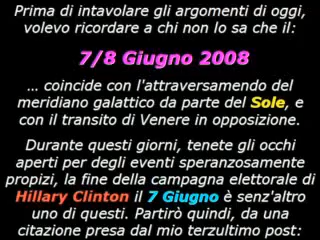 Prima di intavolare gli argomenti di oggi,
volevo ricordare a chi non lo sa che il:
7/8 Giugno 2008
... coincide con l'attraversamento del
meridiano galattico da parte del Sole, e
con il transito di Venere in opposizione.
Durante questi giorni, tenete gli occhi
aperti per degli eventi speranzosamente
propizi, la fine della campagna elettorale di
Hillary Clinton il 7 Giugno è senz'altro
uno di questi. Partirò quindi, da una
citazione presa dal mio terzultimo post: